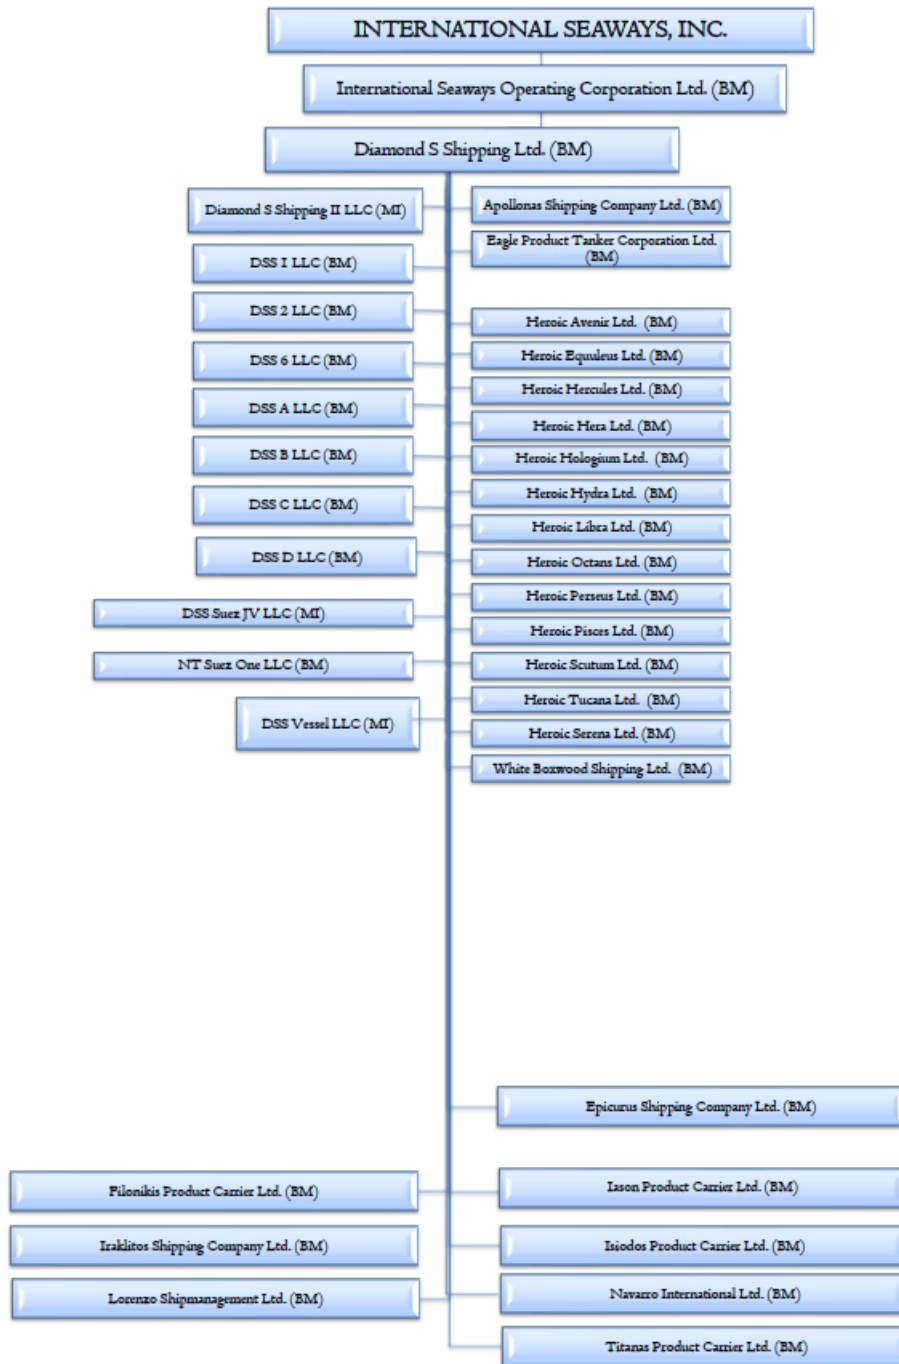 INTERNATIONAL SEAWAYS, INC.
International Seaways Operating Corporation Ltd. (BM)
Diamond S Shipping Ltd. (BM)
Diamond S Shipping II LLC (MI)
DSS 1 LLC (BM)
DSS 2 LLC (BM)
DSS 6 LLC (BM)
DSS A LLC (BM)
DSS B LLC (BM)
DSS C LLC (BM)
DSS D LLC (BM)
DSS Suez JV LLC (MI)
NT Suez One LLC (BM)
DSS Vessel LLC (MI)
Apollonas Shipping Company Ltd. (BM)
Eagle Product Tanker Corporation Ltd.
(BM)
Heroic Avenir Ltd. (BM)
Heroic Equuleus Ltd. (BM)
Heroic Hercules Ltd. (BM)
Heroic Hera Ltd. (BM)
Heroic Hologium Ltd. (BM)
Heroic Hydra Ltd. (BM)
Heroic Libra Ltd. (BM)
Heroic Octans Ltd. (BM)
Heroic Perseus Ltd. (BM)
Heroic Pisces Ltd. (BM)
Heroic Scutum Ltd. (BM)
Heroic Tucana Ltd. (BM)
Heroic Serena Ltd. (BM)
White Boxwood Shipping Ltd. (BM)
Epicurus Shipping Company Ltd. (BM)
Filonikis Product Carrier Ltd. (BM)
Iraklitos Shipping Company Ltd. (BM)
Lorenzo Shipmanagement Ltd. (BM)
Iason Product Carrier Ltd. (BM)
Isiodos Product Carrier Ltd. (BM)
Navarro International Ltd. (BM)
Titanas Product Carrier Ltd. (BM)